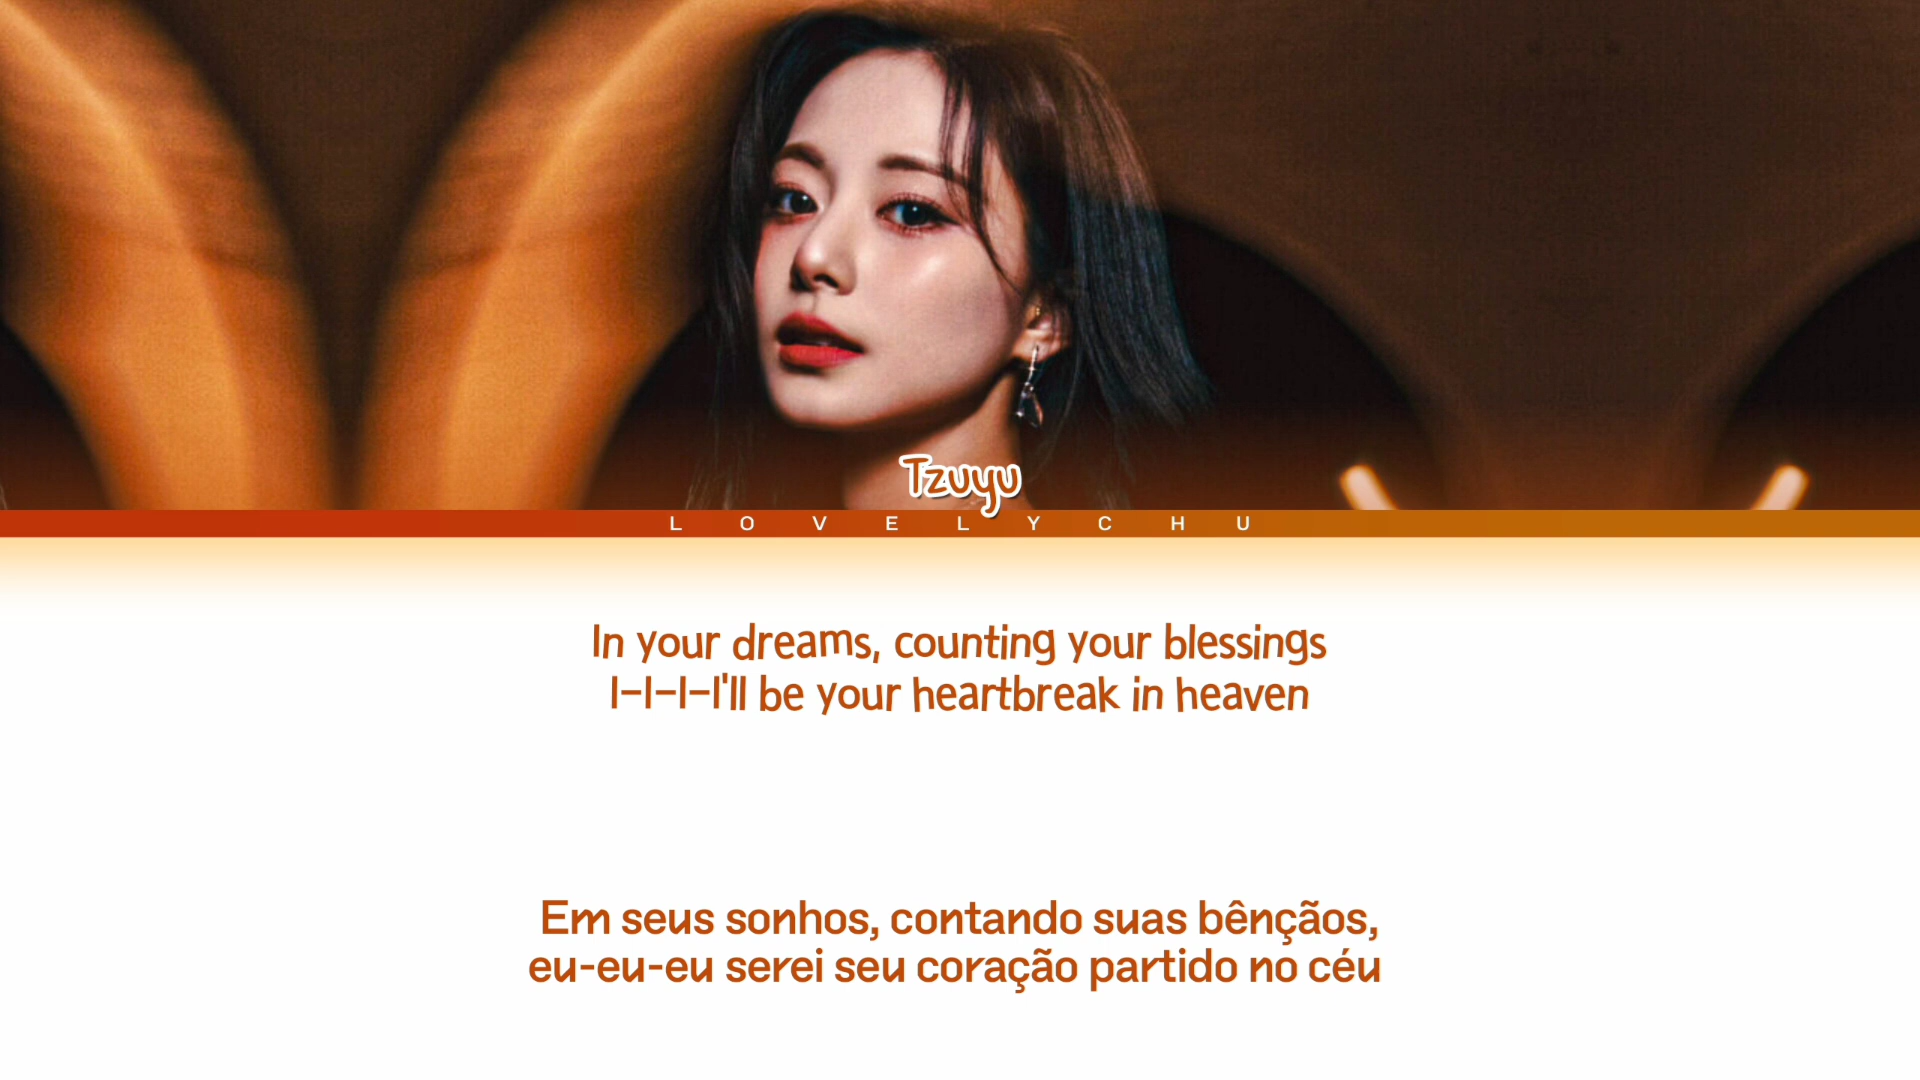 Tzuyu
LOVELYCHU
In your dreams, counting your blessings
I-I-I-I'll be your heartbreak in heaven
Em seus sonhos, contando suas bênçãos,
eu-eu-eu serei seu coração partido no céu